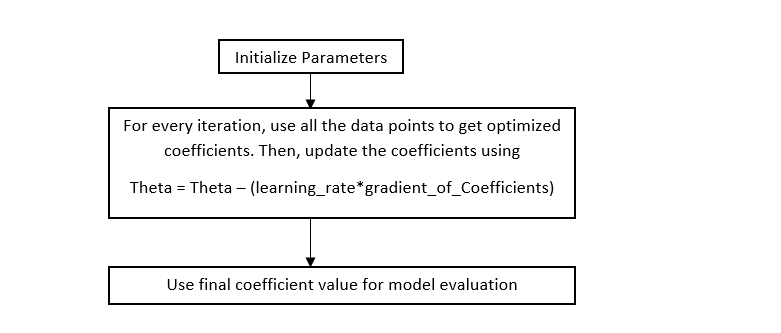 Initialize Parameters
For every iteration, use all the data points to get optimized
coefficients. Then, update the coefficients using
Theta = Theta – (learning_rate*gradient_of_Coefficients)
Use final coefficient value for model evaluation